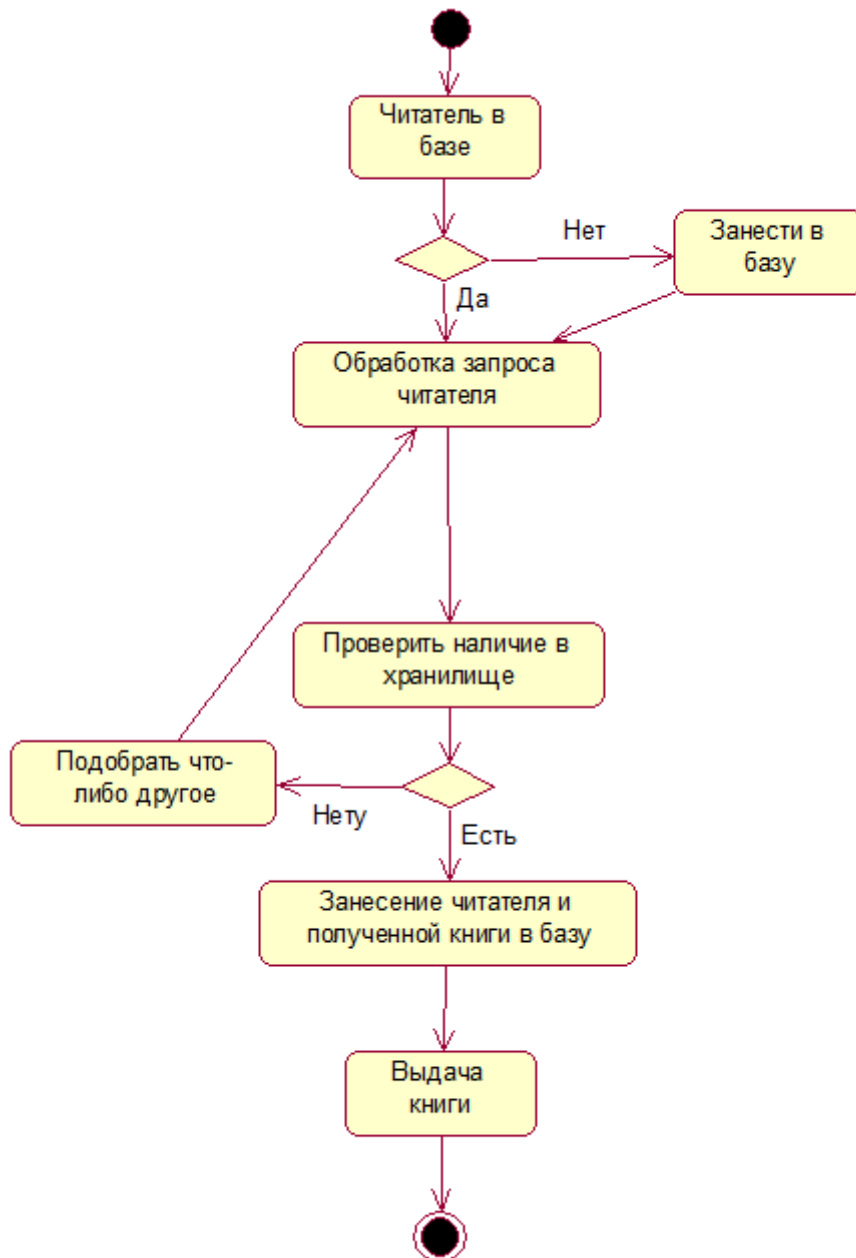 Читатель в
базе
Нет
Занести в
базу
Да
Обработка запроса
читателя
Проверить наличие в
хранилище
Подобрать что-
либо другое
Нету
Есть
Занесение читателя и
полученной книги в базу
Выдача
книги